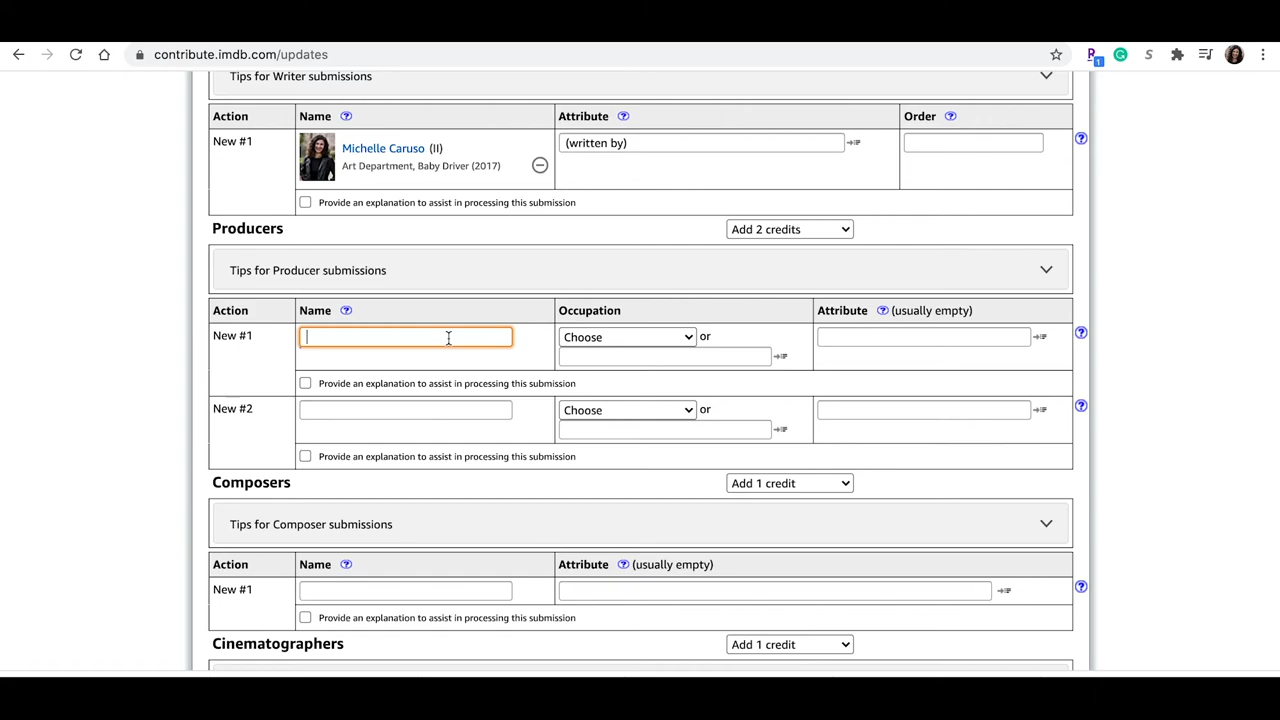 contribute.imdb.com/updates
R
1
S
Tips for Writer submissions
Action Name ? Attribute ? Order ?
New #1 Michelle Caruso (II) (written by) ?
Art Department, Baby Driver (2017)
Provide an explanation to assist in processing this submission
Producers Add 2 credits
Tips for Producer submissions
Action Name ? Occupation Attribute ? (usually empty)
New #1 Choose or ?
Provide an explanation to assist in processing this submission
New #2 Choose or ?
Provide an explanation to assist in processing this submission
Composers Add 1 credit
Tips for Composer submissions
Action Name ? Attribute ? (usually empty)
New #1 ?
Provide an explanation to assist in processing this submission
Cinematographers Add 1 credit